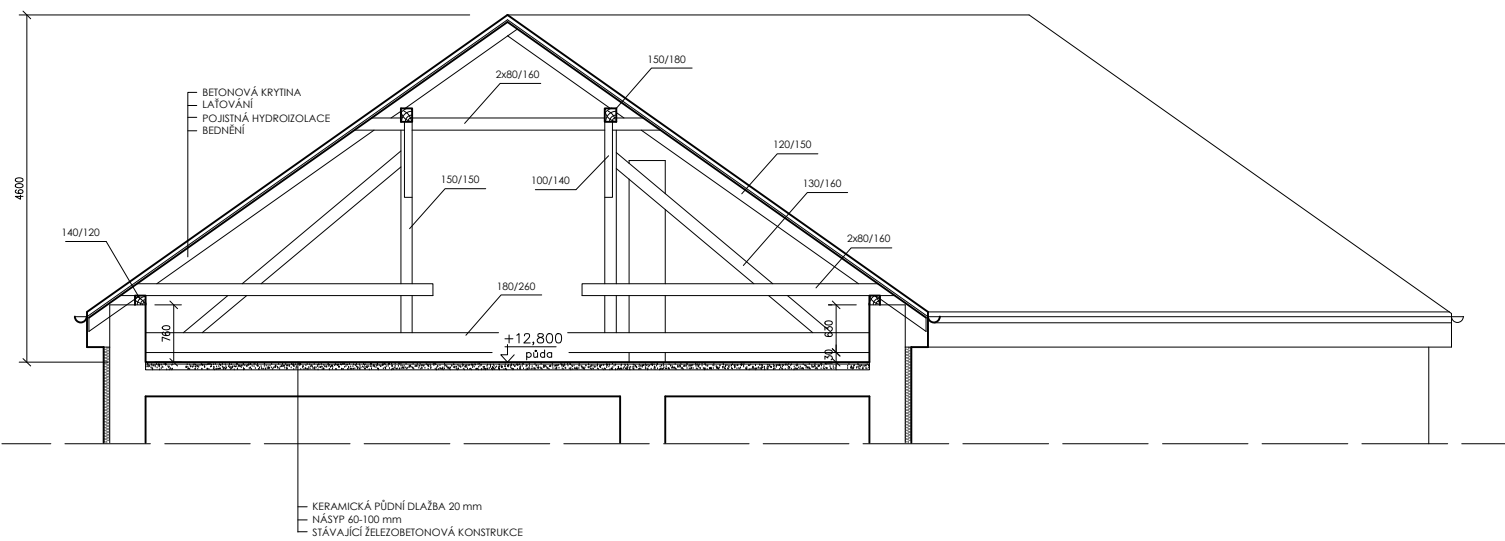 150/180
2x80/160
BETONOVÁ KRYTINA
LAŤOVÁNÍ
POJISTNÁ HYDROIZOLACE
BEDNĚNÍ
120/150
4600
150/150
100/140
130/160
140/120
2x80/160
180/260
760
+12,800
půda
630
130
KERAMICKÁ PŮDNÍ DLAŽBA 20 mm
NÁSYP 60-100 mm
STÁVAJÍCÍ ŽELEZOBETONOVÁ KONSTRUKCE